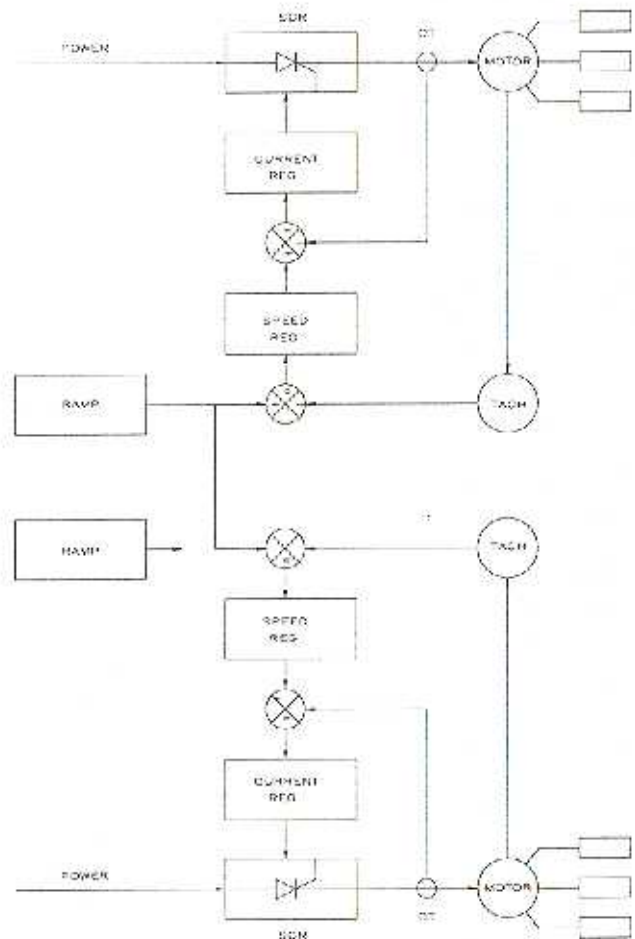 SCR
POWER
CT
MOTOR
CURRENT
REG
SPEED
REG
RAMP
TACH
RAMP
TACH
SPEED
REG
CURRENT
REG
POWER
MOTOR
CT
SCR